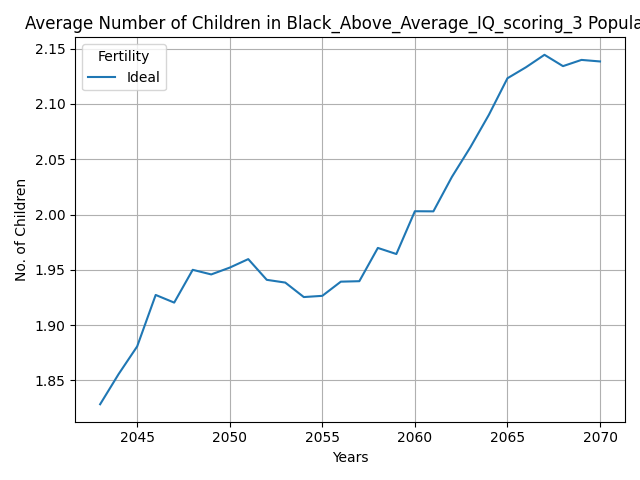 Average Number of Children in Black_Above_Average_IQ_scoring_3 Popula
Fertility
Ideal
2.15
2.10
2.05
2.00
1.95
1.90
1.85
No. of Children
2045 2050 2055 2060 2065 2070
Years